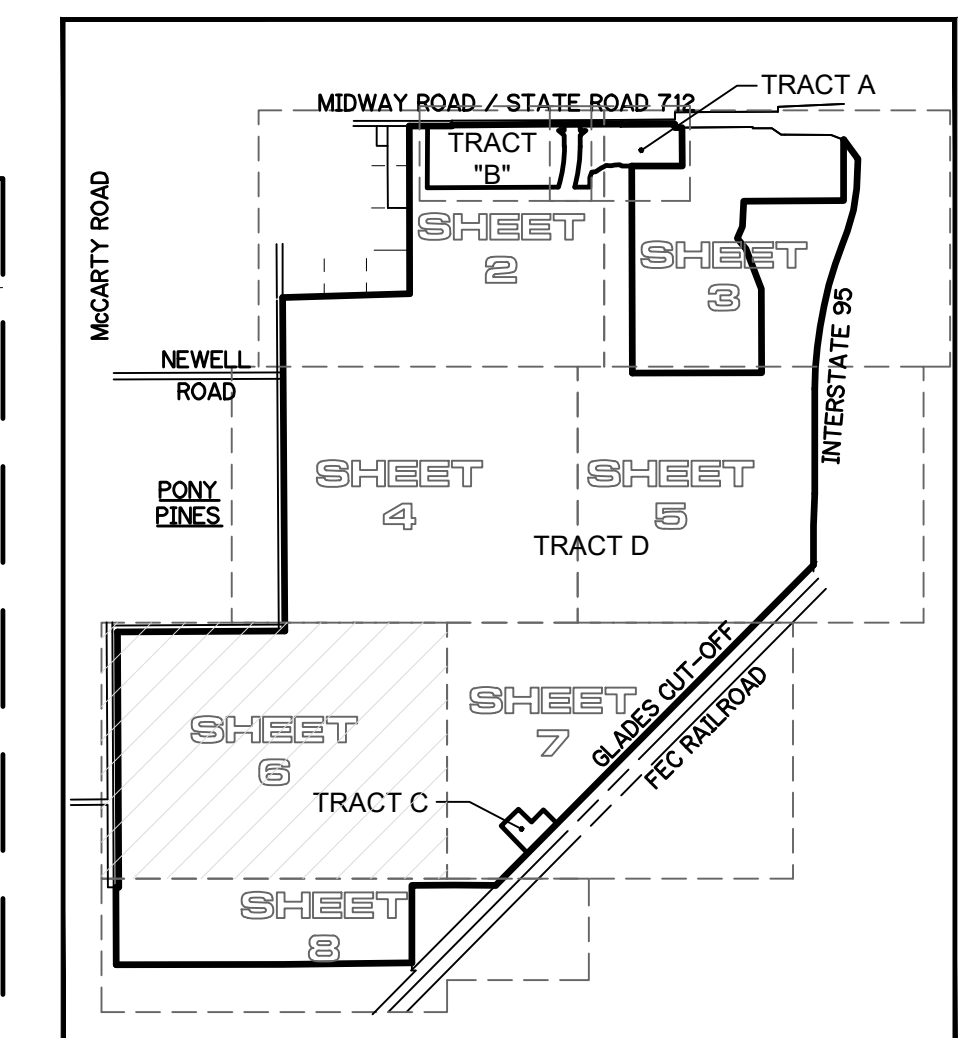 TRACT A
MIDWAY ROAD / STATE ROAD 712
TRACT
"B"
McCARTY ROAD
SHEET
2
SHEET
3
INTERSTATE 95
NEWELL
ROAD
SHEET
4
SHEET
5
PONY
PINES
TRACT D
GLADES CUT-OFF
FEC RAILROAD
SHEET
6
SHEET
7
TRACT C
SHEET
8